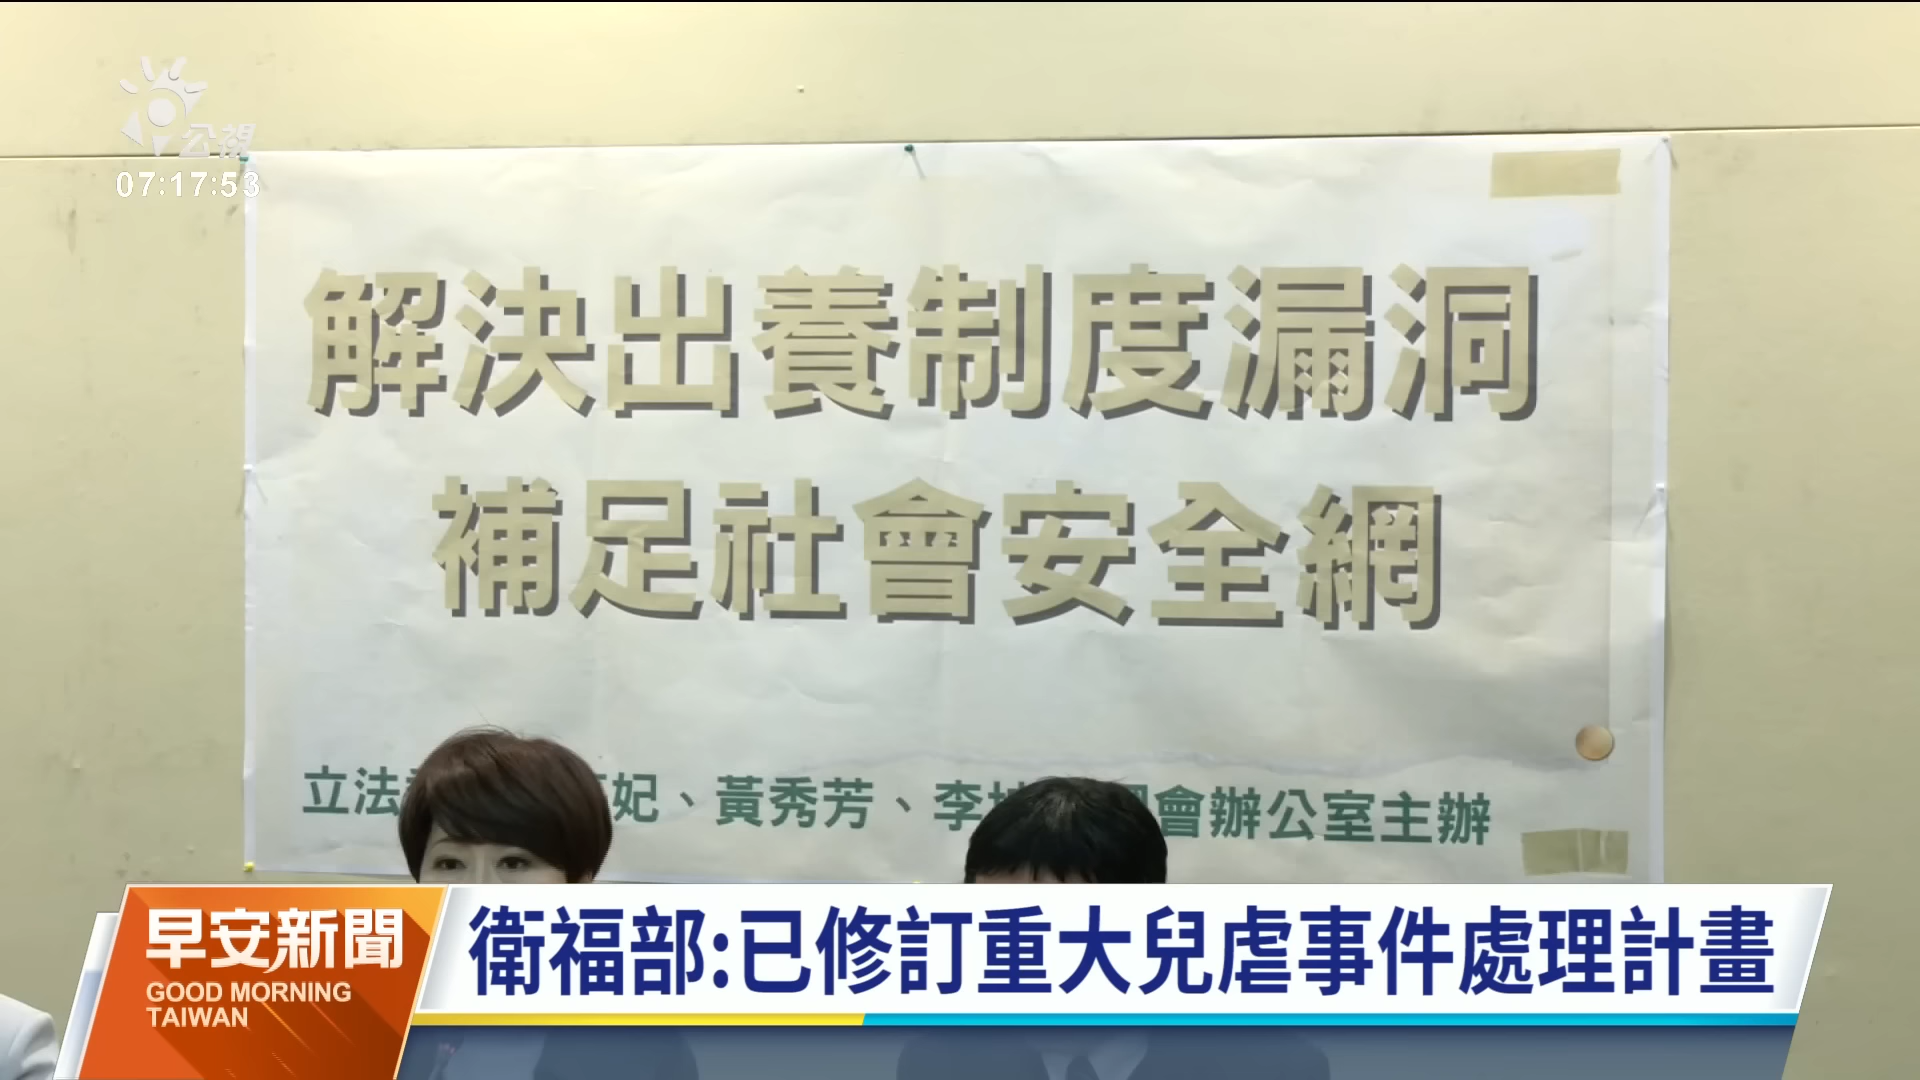 公視
07:17:53
解決出養制度漏洞
補足社會安全網
立法 妃、黃秀芳、李 會辦公室主辦
早安新聞
GOOD MORNING
TAIWAN
衛福部:已修訂重大兒虐事件處理計畫